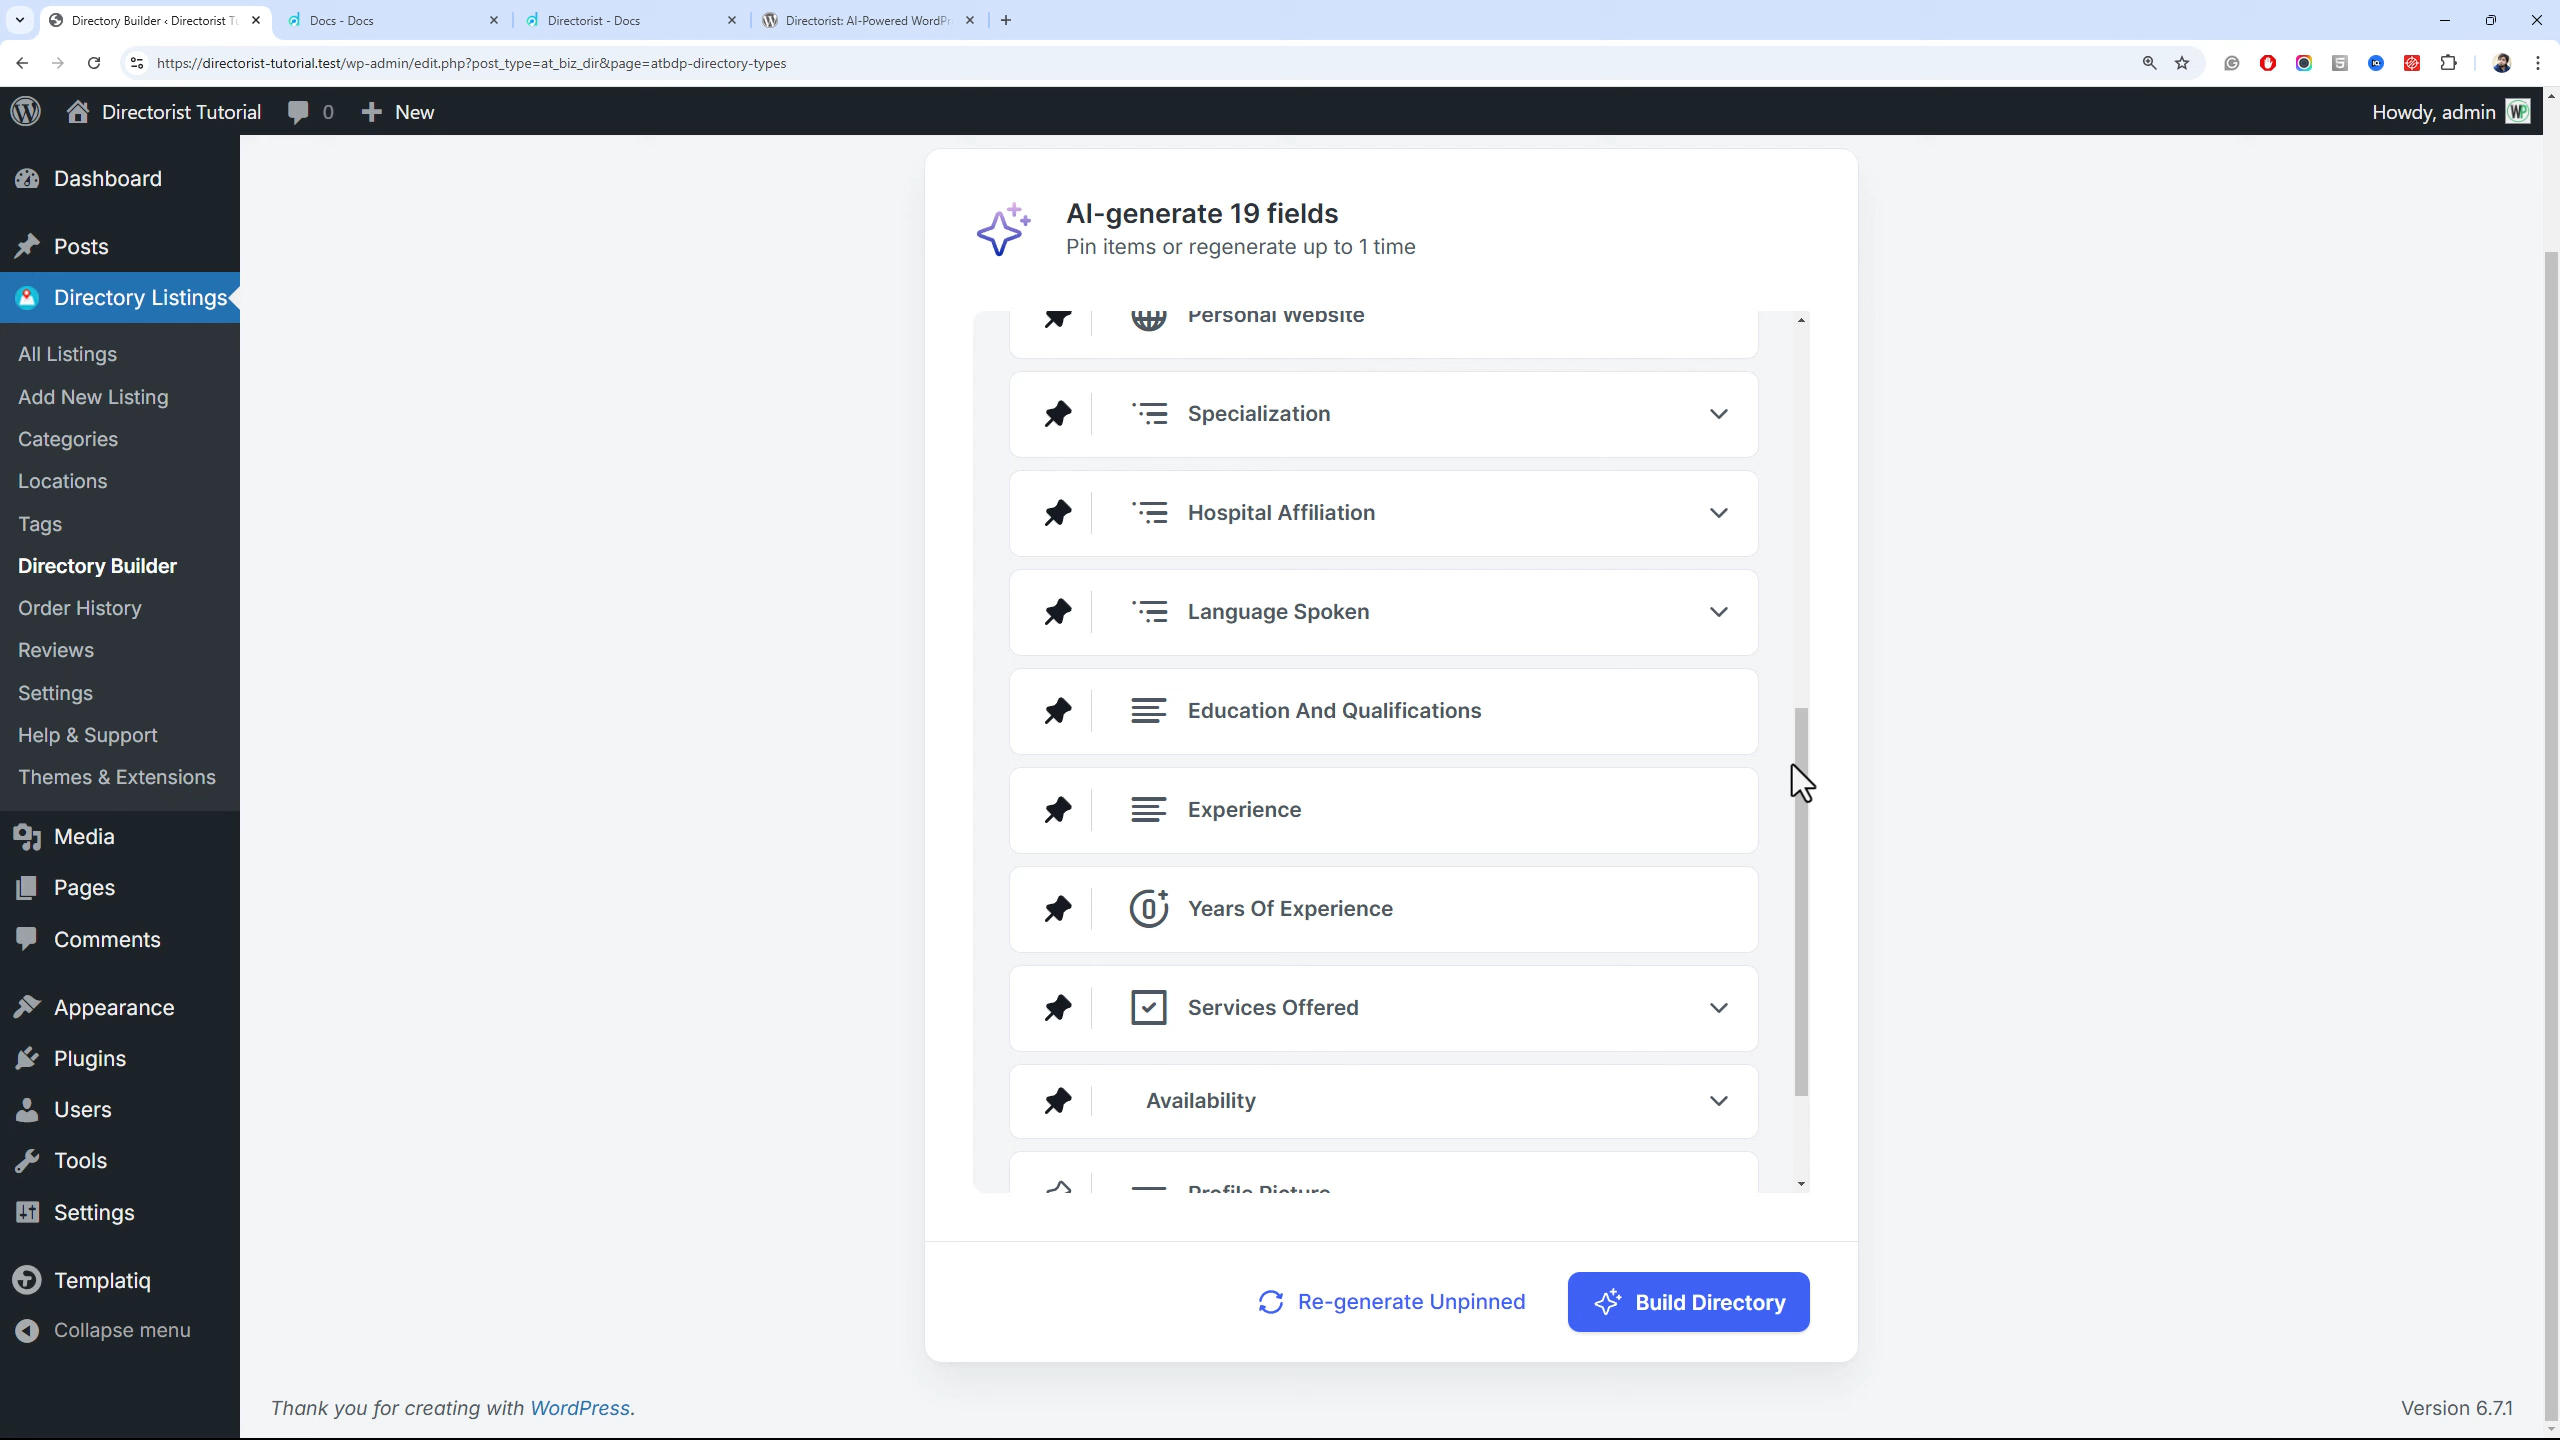 Directory Builder ‹ Directorist Tu
Docs - Docs
Directorist - Docs
Directorist: AI-Powered WordPr
https://directorist-tutorial.test/wp-admin/edit.php?post_type=at_biz_dir&page=atbdp-directory-types
Directorist Tutorial
0
New
Howdy, admin
Dashboard
Posts
Directory Listings
All Listings
Add New Listing
Categories
Locations
Tags
Directory Builder
Order History
Reviews
Settings
Help & Support
Themes & Extensions
Media
Pages
Comments
Appearance
Plugins
Users
Tools
Settings
Templatiq
Collapse menu
AI-generate 19 fields
Pin items or regenerate up to 1 time
Personal Website
Specialization
Hospital Affiliation
Language Spoken
Education And Qualifications
Experience
Years Of Experience
Services Offered
Availability
Profile Picture
Re-generate Unpinned
Build Directory
Thank you for creating with WordPress.
Version 6.7.1